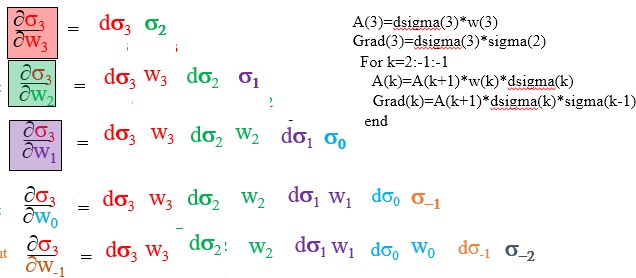 ∂σ₃/∂w₃ = dσ₃ σ₂
A(3)=dsigma(3)*w(3)
Grad(3)=dsigma(3)*sigma(2)
For k=2:-1:-1
A(k)=A(k+1)*w(k)*dsigma(k)
Grad(k)=A(k+1)*dsigma(k)*sigma(k-1)
end
∂σ₃/∂w₂ = dσ₃ w₃ dσ₂ σ₁
∂σ₃/∂w₁ = dσ₃ w₃ dσ₂ w₂ dσ₁ σ₀
∂σ₃/∂w₀ = dσ₃ w₃ dσ₂ w₂ dσ₁ w₁ dσ₀ σ₋₁
∂σ₃/∂w₋₁ = dσ₃ w₃ dσ₂ w₂ dσ₁ w₁ dσ₀ w₀ dσ₋₁ σ₋₂